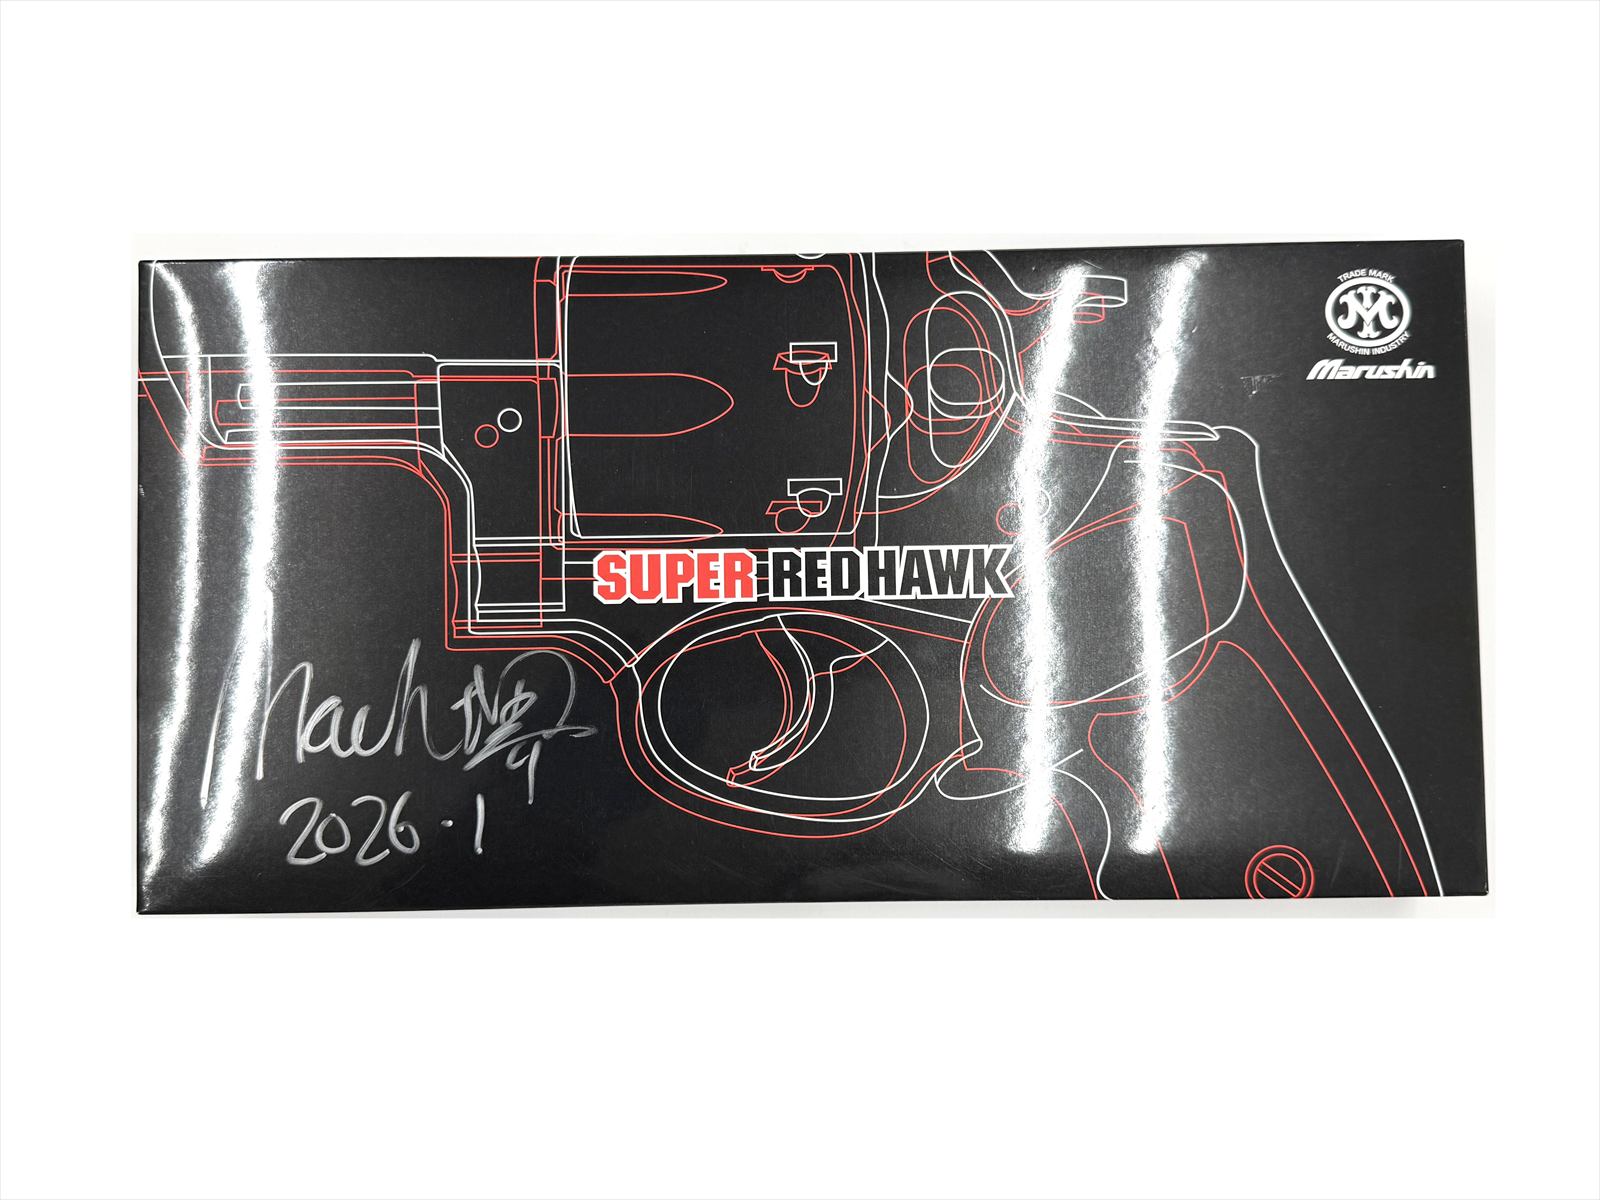 TRADE MARK
MARUSHIN INDUSTRY
Marushin
SUPER REDHAWK
2026.1